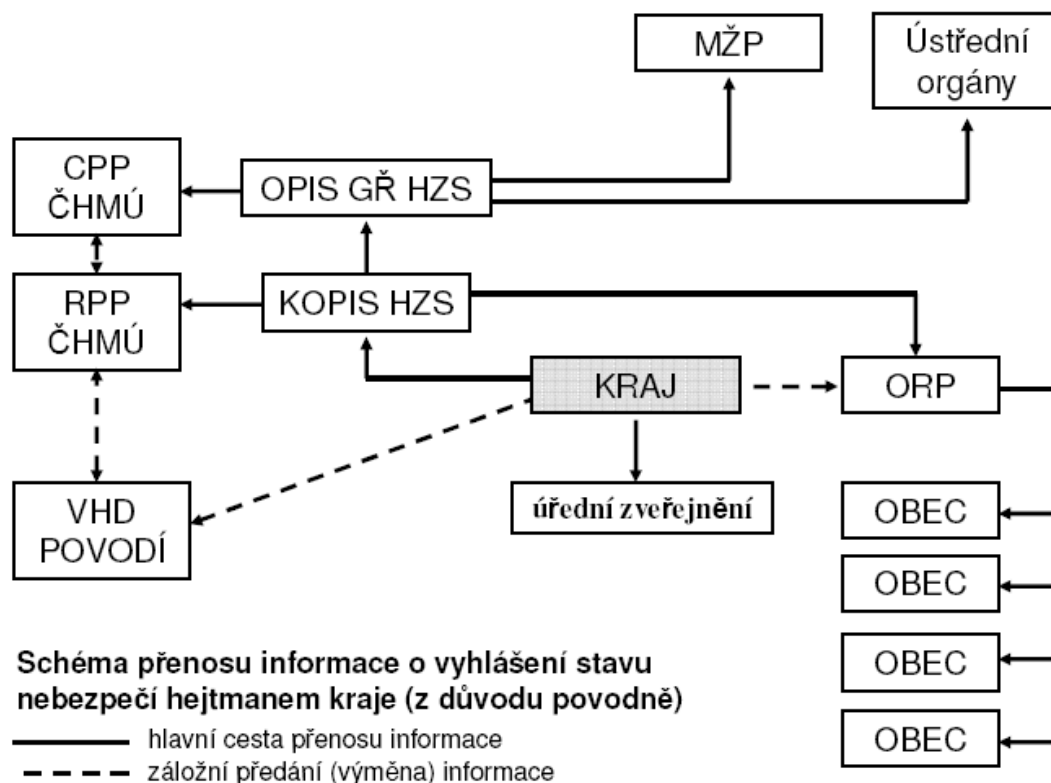 MŽP
Ústřední
orgány
CPP
ČHMÚ
OPIS GŘ HZS
RPP
ČHMÚ
KOPIS HZS
KRAJ
ORP
VHD
POVODÍ
úřední zveřejnění
OBEC
OBEC
OBEC
OBEC
Schéma přenosu informace o vyhlášení stavu
nebezpečí hejtmanem kraje (z důvodu povodně)
hlavní cesta přenosu informace
záložní předání (výměna) informace